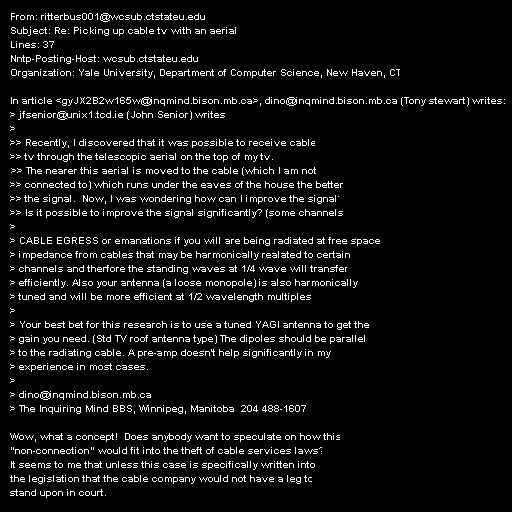 From: ritterbus001@wcsub.ctstateu.edu
Subject: Re: Picking up cable tv with an aerial
Lines: 37
Nntp-Posting-Host: wcsub.ctstateu.edu
Organization: Yale University, Department of Computer Science, New Haven, CT
In article <gyJX2B2w165w@inqmind.bison.mb.ca>, dino@inqmind.bison.mb.ca (Tony stewart) writes:
> jfsenior@unix1.tcd.ie (John Senior) writes
>
>> Recently, I discovered that it was possible to receive cable
>> tv through the telescopic aerial on the top of my tv.
>> The nearer this aerial is moved to the cable (which I am not
>> connected to) which runs under the eaves of the house the better
>> the signal.  Now, I was wondering how can I improve the signal
>> Is it possible to improve the signal significantly? (some channels
>
> CABLE EGRESS or emanations if you will are being radiated at free space
> impedance from cables that may be harmonically realated to certain
> channels and therfore the standing waves at 1/4 wave will transfer
> efficiently. Also your antenna (a loose monopole) is also harmonically
> tuned and will be more efficient at 1/2 wavelength multiples
>
> Your best bet for this research is to use a tuned YAGI antenna to get the
> gain you need. (Std TV roof antenna type) The dipoles should be parallel
> to the radiating cable. A pre-amp doesn't help significantly in my
> experience in most cases.
>
> dino@inqmind.bison.mb.ca
> The Inquiring Mind BBS, Winnipeg, Manitoba  204 488-1607
Wow, what a concept!  Does anybody want to speculate on how this
"non-connection" would fit into the theft of cable services laws?
It seems to me that unless this case is specifically written into
the legislation that the cable company would not have a leg to
stand upon in court.